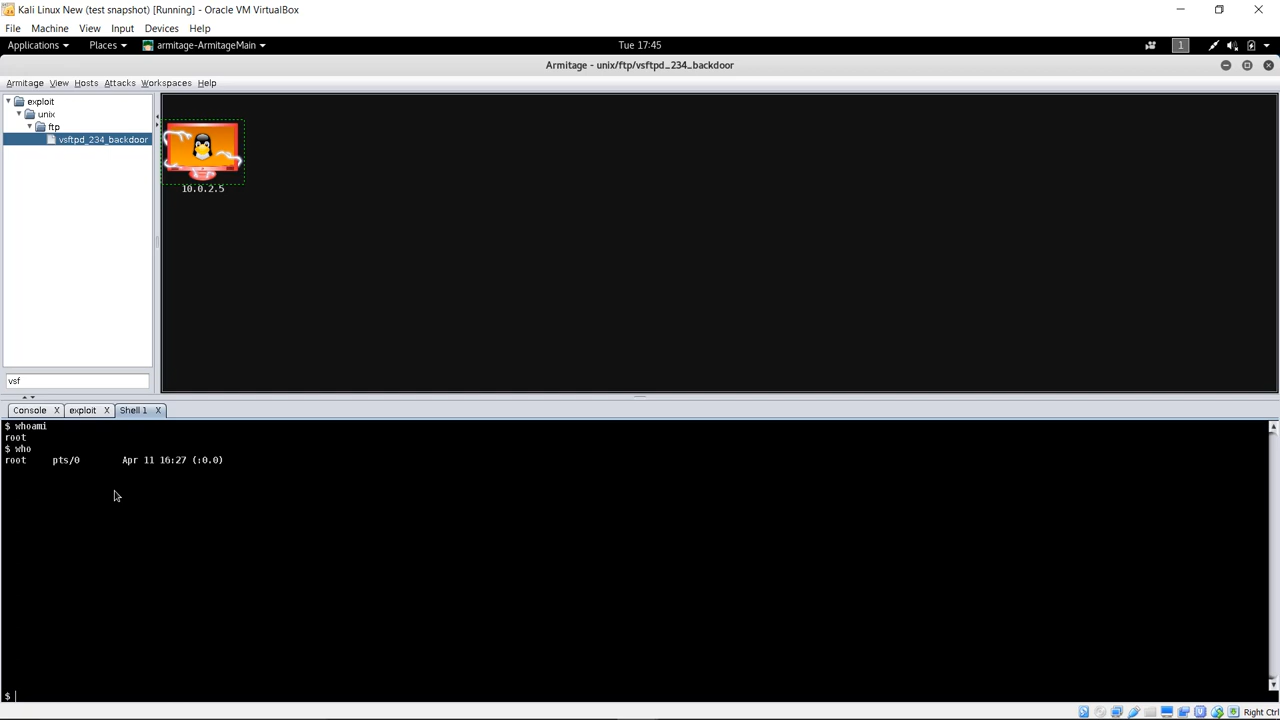 Kali Linux New (test snapshot) [Running] - Oracle VM VirtualBox
File Machine View Input Devices Help
Applications Places armitage-ArmitageMain Tue 17:45 1
Armitage - unix/ftp/vsftpd_234_backdoor
Armitage View Hosts Attacks Workspaces Help
exploit
unix
ftp
vsftpd_234_backdoor
10.0.2.5
vsf
Console X exploit X Shell 1 X
$ whoami
root
$ who
root pts/0 Apr 11 16:27 (:0.0)
$
Right Ctrl